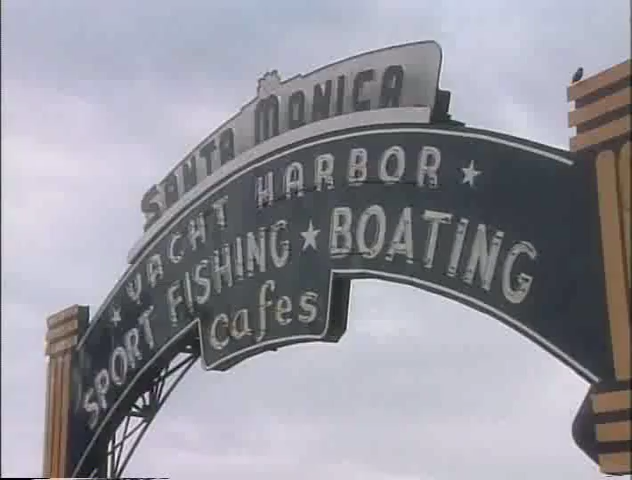 SANTA MONICA
★ YACHT HARBOR ★
SPORT FISHING ★ BOATING
cafes